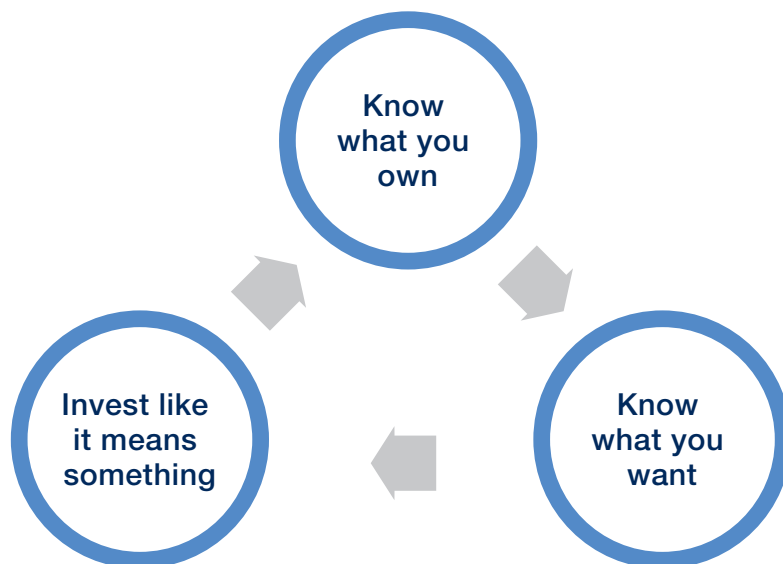 Know
what you
own
Invest like
it means
something
Know
what you
want